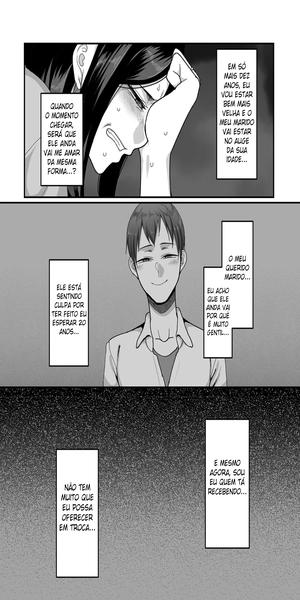 EM SÓ
MAIS DEZ
ANOS, EU
VOU ESTAR
BEM MAIS
VELHA E O
MEU MARIDO
VAI ESTAR
NO AUGE
DA SUA
IDADE...
QUANDO
O MOMENTO
CHEGAR,
SERÁ QUE
ELE AINDA
VAI ME AMAR
DA MESMA
FORMA...?
O MEU
QUERIDO
MARIDO...
EU ACHO
QUE ELE
AINDA VAI
POR QUE
É MUITO
GENTIL...
ELE ESTÁ
SENTINDO
CULPA POR
TER FEITO EU
ESPERAR 20
ANOS...
E MESMO
AGORA, SOU
EU QUEM TÁ
RECEBENDO...
NÃO TEM
MUITO QUE
EU POSSA
OFERECER
EM TROCA...